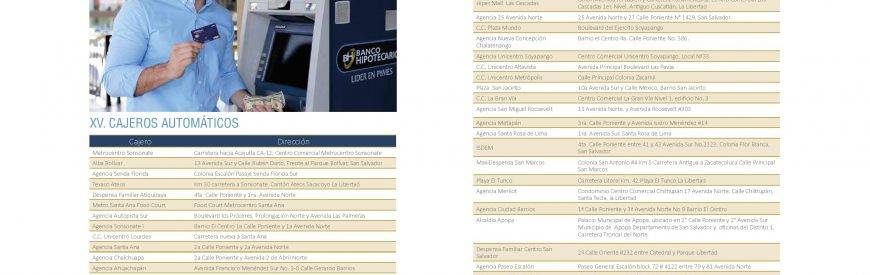 BANCO
HIPOTECARIO
LIDER EN PYMES
XV. CAJEROS AUTOMÁTICOS
Cajero Dirección
Metrocentro Sonsonate Carretera hacia Acajutla CA-12, Centro Comercial Metrocentro Sonsonate
Alba Bolívar 13 Avenida Sur y Calle Rubén Darío, Frente al Parque Bolívar, San Salvador
Agencia Senda Florida Colonia Escalón Pasaje Senda Florida Sur
Texaco Ateos Km 30 carretera a Sonsonate, Cantón Ateos Sacacoyo La Libertad
Despensa Familiar Atiquizaya 4ta. Calle Poniente y 1ra. Avenida Norte
Metro Santa Ana Food Court Food Court Metrocentro Santa Ana
Agencia Autopista Sur Boulevard los Próceres, Prolongación Norte y Avenida Las Palmeras
Agencia Sonsonate I Barrio El Centro 1a Calle Poniente y 1a Avenida Norte
C.C. Unicentro Lourdes Carretera nueva a Santa Ana
Agencia Santa Ana 2a Calle Poniente y 2a Avenida Norte
Agencia Chalchuapa 2a Calle Poniente y Avenida 2 de Abril Norte
Agencia Ahuachapán Avenida Francisco Menéndez Sur No. 1-0 Calle Gerardo Barrios
Hiper Mall Las Cascadas
Cascadas 1er. Nivel, Antiguo Cuscatlán, La Libertad
Agencia 25 Avenida Norte 25 Avenida Norte y 27 Calle Poniente N° 1429, San Salvador
C.C. Plaza Mundo Boulevard del Ejercito Soyapango
Agencia Nueva Concepción Chalatenango Barrio el Centro 4a. Calle Poniente No.
Agencia Unicentro Soyapango Centro Comercial Unicentro Soyapango, Local Nº35
C.C. Unicentro Altavista Avenida Principal Boulevard Las Pavas
C.C. Unicentro Metrópolis Calle Principal Colonia Zacamil
Plaza San Jacinto 10a Avenida Sur y Calle México, Barrio San Jacinto
C.C. La Gran Vía Centro Comercial La Gran Vía Nivel 1, edificio No. 3
Agencia Sao Miguel Roosevelt 11 Avenida Norte, y Avenida Roosevelt #303
Agencia Metapán 1ra. Calle Poniente y Avenida Isidro Menéndez #14
Agencia Santa Rosa de Lima 1ra. Avenida Sur, Santa Rosa de Lima
ISDEM 4ta. Calle Poniente entre 41 y 43 Avenida Sur No.2123, Colonia Flor Blanca,
San Salvador
MaxiDespensa San Marcos Colonia San Antonio #4 Km 5 Carretera Antigua a Zacatecoluca Calle Principal
San Marcos
Playa El Tunco Carretera Litoral Km. 42 Playa El Tunco La Libertad
Agencia Merliot Condominio Centro Comercial Chiltiupán 17 Avenida Norte, Calle Chiltiupán,
Santa Tecla, la Libertad
Agencia Ciudad Barrios 1ª Calle Poniente y 3ª Avenida Norte No 9 Barrio El Centro
Alcaldía Apopa Palacio Municipal de Apopa, ubicado en 2° Calle Poniente y 2° Avenida Sur
Municipio de Apopa Departamento de San Salvador y oficinas del Distrito 1,
Carretera Troncal del Norte
Despensa Familiar Centro San
Salvador 2ª Calle Oriente #232 entre Catedral y Parque Libertad
Agencia Paseo Escalón Paseo General Escalón block 72 # 4122 entre 79 y 81 Avenida Norte